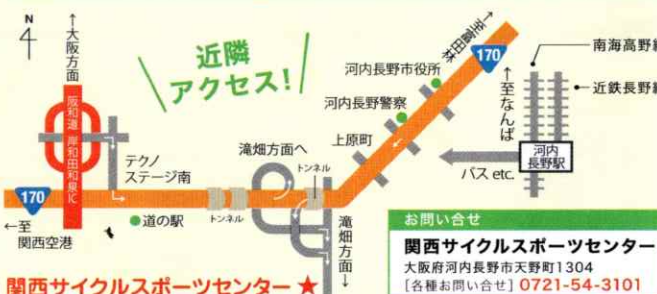 N
↑大阪方面
阪和道 岸和田和泉IC
近隣
アクセス!
↑至富田林
170
河内長野市役所
河内長野警察
上原町
↑至なんば
南海高野線
近鉄長野線
河内
長野駅
バス etc.
テクノ
ステージ南
滝畑方面へ
トンネル
トンネル
170
←至
関西空港
道の駅
滝畑方面↓
関西サイクルスポーツセンター ★
お問い合せ
関西サイクルスポーツセンター
大阪府河内長野市天野町1304
[各種お問い合せ] 0721-54-3101